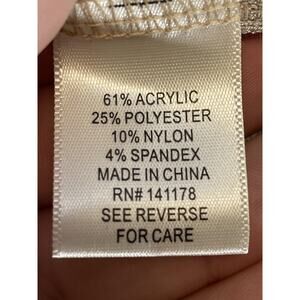 61% ACRYLIC
25% POLYESTER
10% NYLON
4% SPANDEX
MADE IN CHINA
RN# 141178
SEE REVERSE
FOR CARE